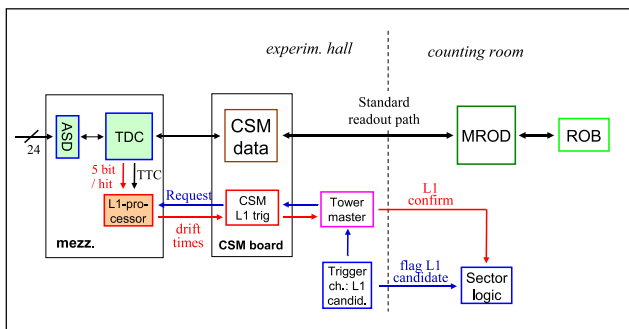 experim. hall
counting room
Standard
readout path
24
ASD
TDC
CSM
data
MROD
ROB
5 bit
/ hit
TTC
L1-pro-
cessor
mezz.
Request
drift
times
CSM
L1 trig
CSM board
Tower
master
L1
confirm
Trigger
ch.: L1
candid.
flag L1
candidate
Sector
logic